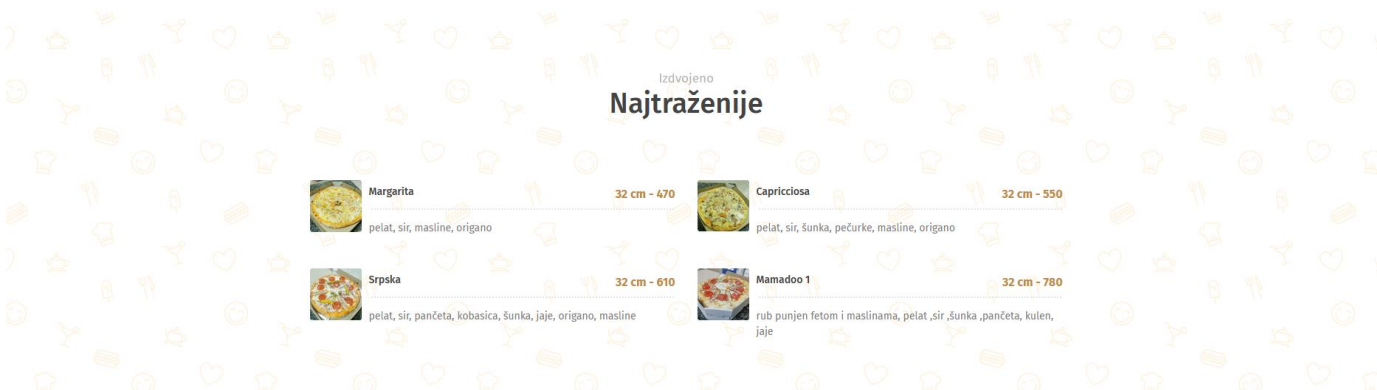 Izdvojeno
Najtraženije
Margarita
32 cm - 470
pelat, sir, masline, origano
Capricciosa
32 cm - 550
pelat, sir, šunka, pečurke, masline, origano
Srpska
32 cm - 610
pelat, sir, pančeta, kobasica, šunka, jaje, origano, masline
Mamadoo 1
32 cm - 780
rub punjen fetom i maslinama, pelat ,sir ,šunka ,pančeta, kulen,
jaje